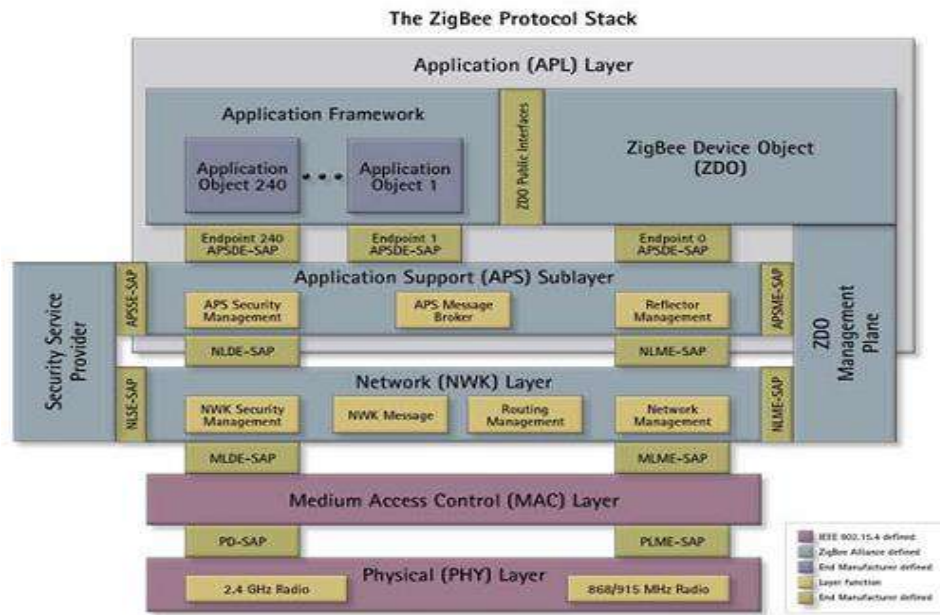 The ZigBee Protocol Stack
Application (APL) Layer
Application Framework
Application
Object 240
Application
Object 1
ZDO Public Interfaces
ZigBee Device Object
(ZDO)
Endpoint 240
APSDE-SAP
Endpoint 1
APSDE-SAP
Endpoint 0
APSDE-SAP
Security Service
Provider
APSSE-SAP
Application Support (APS) Sublayer
APS Security
Management
APS Message
Broker
Reflector
Management
APSME-SAP
ZDO
Management
Plane
NLDE-SAP
NLME-SAP
NLSE-SAP
Network (NWK) Layer
NWK Security
Management
NWK Message
Routing
Management
Network
Management
NLME-SAP
MLDE-SAP
MLME-SAP
Medium Access Control (MAC) Layer
PD-SAP
PLME-SAP
Physical (PHY) Layer
2.4 GHz Radio
868/915 MHz Radio
IEEE 802.15.4 defined
ZigBee Alliance defined
End Manufacturer defined
Layer function
End Manufacturer defined